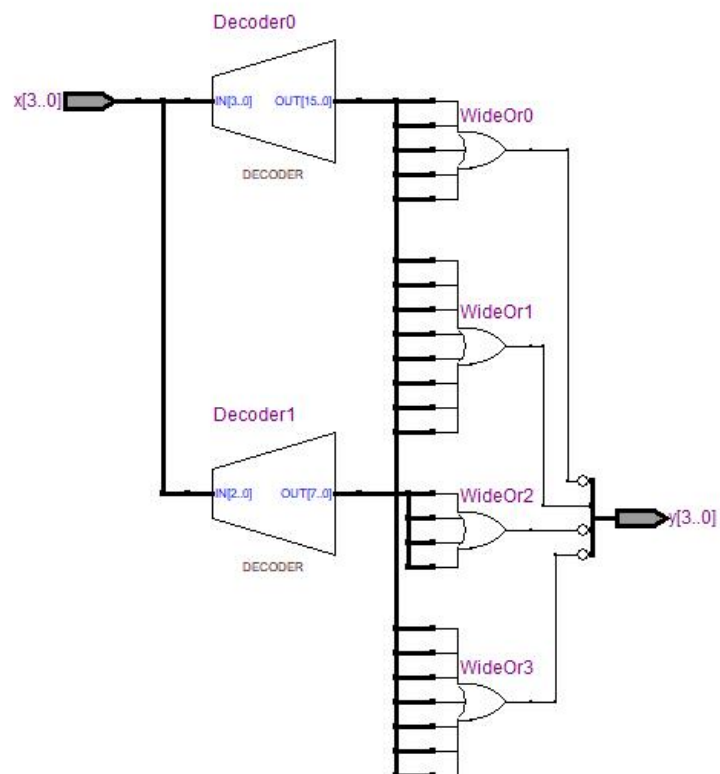 Decoder0
x[3..0]
IN[3..0] OUT[15..0]
DECODER
WideOr0
WideOr1
Decoder1
IN[2..0] OUT[7..0]
DECODER
WideOr2
y[3..0]
WideOr3